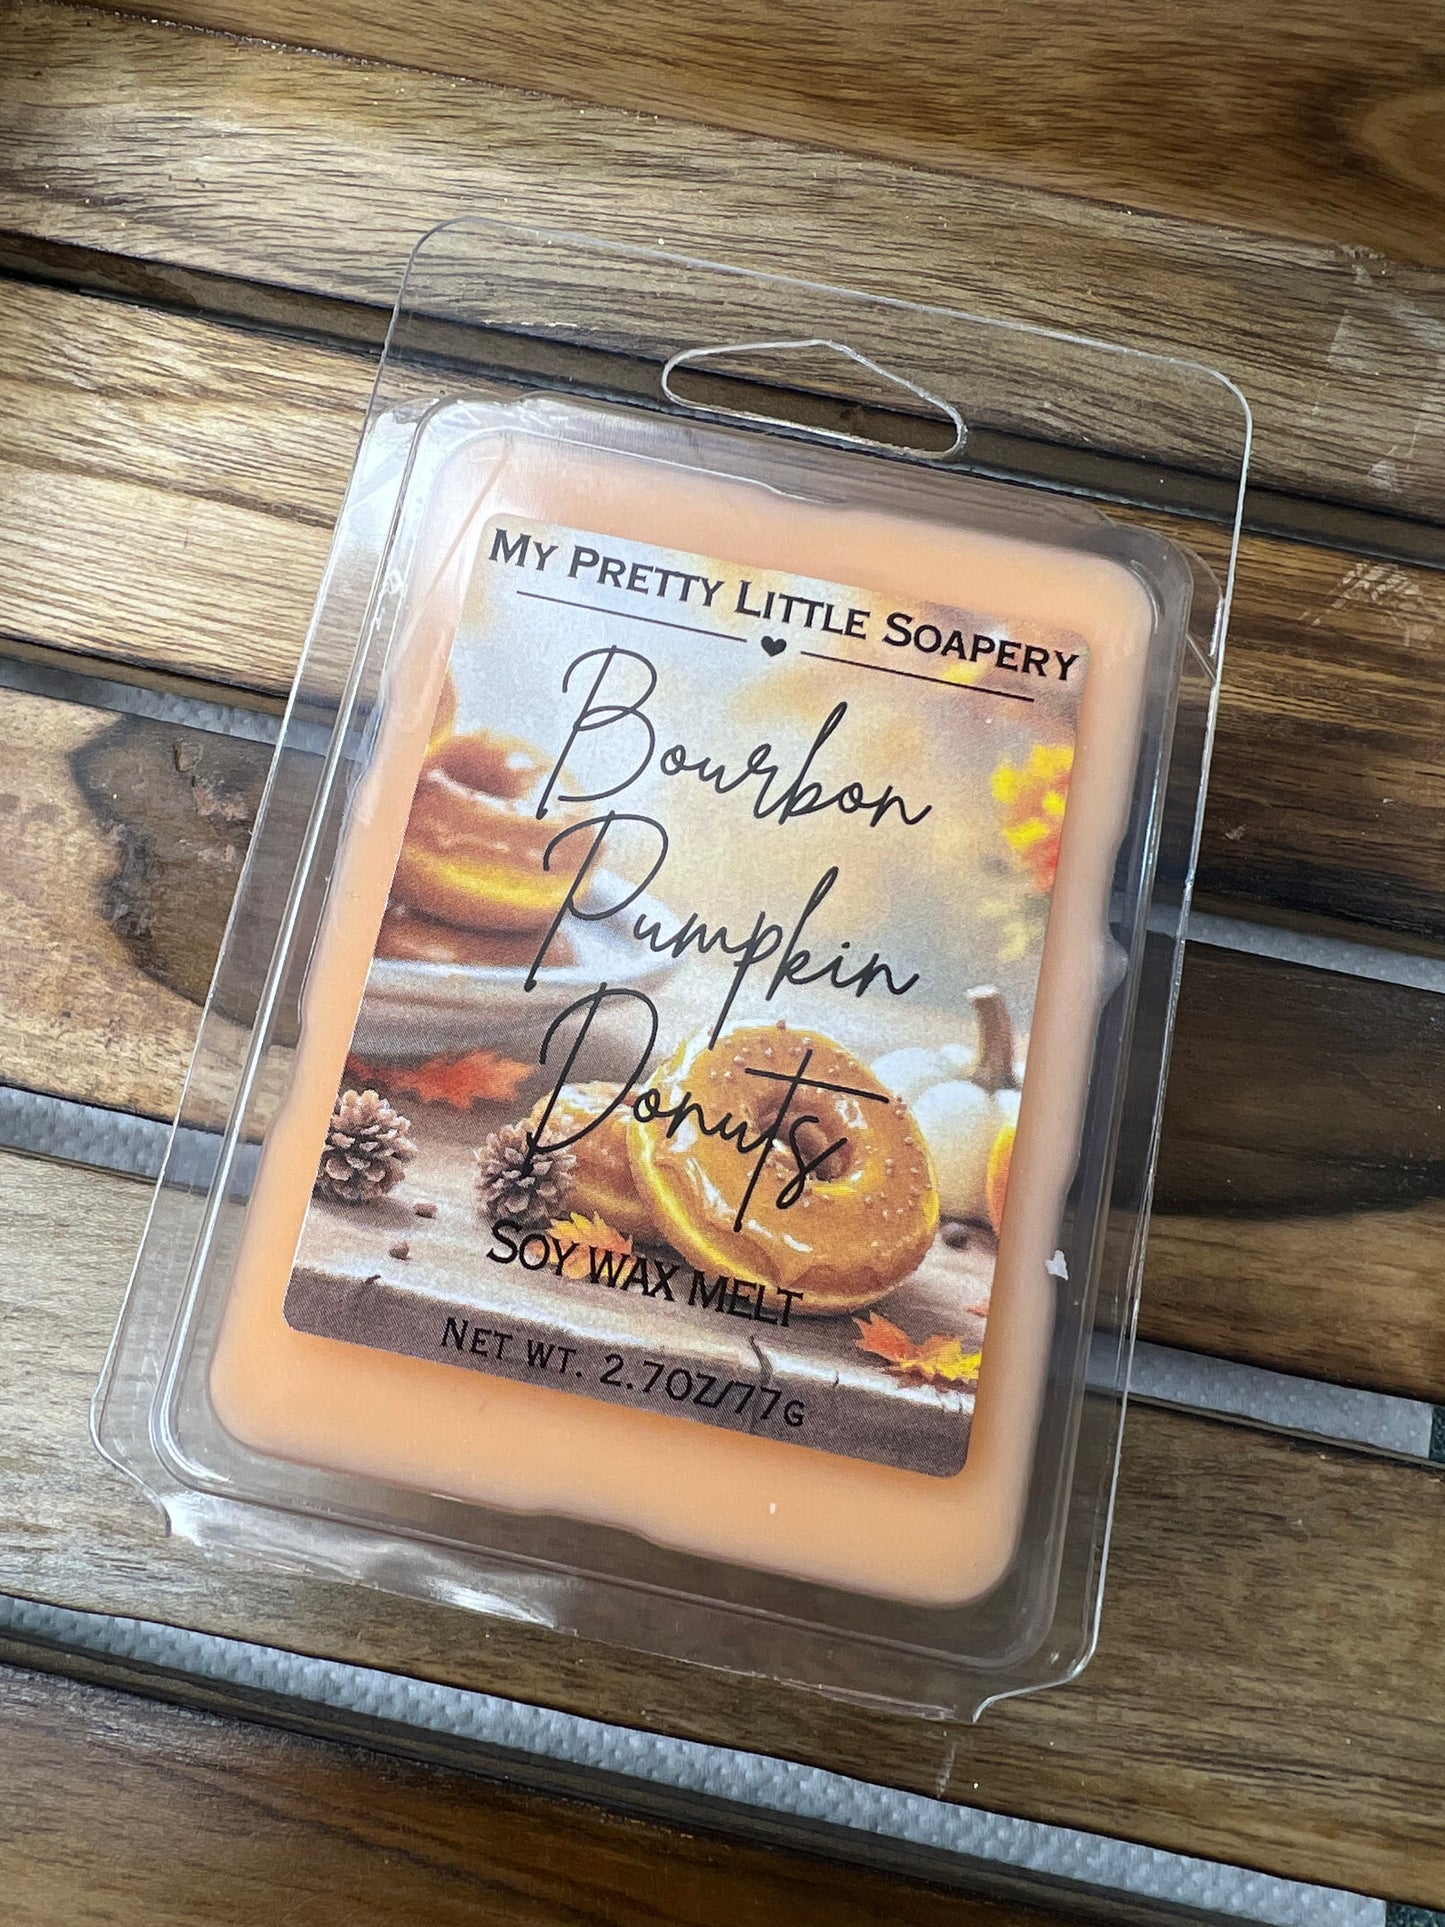 My Pretty Little Soapery
Bourbon
Pumpkin
Donuts
Soy wax melt
Net wt. 2.7oz/77g